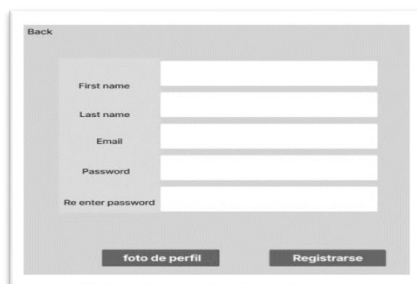 Back
First name
Last name
Email
Password
Re enter password
foto de perfil
Registrarse